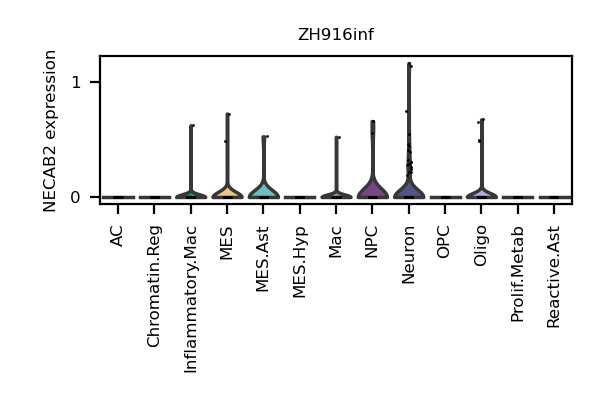 ZH916inf
NECAB2 expression
1
0
AC
Chromatin.Reg
Inflammatory.Mac
MES
MES.Ast
MES.Hyp
Mac
NPC
Neuron
OPC
Oligo
Prolif.Metab
Reactive.Ast